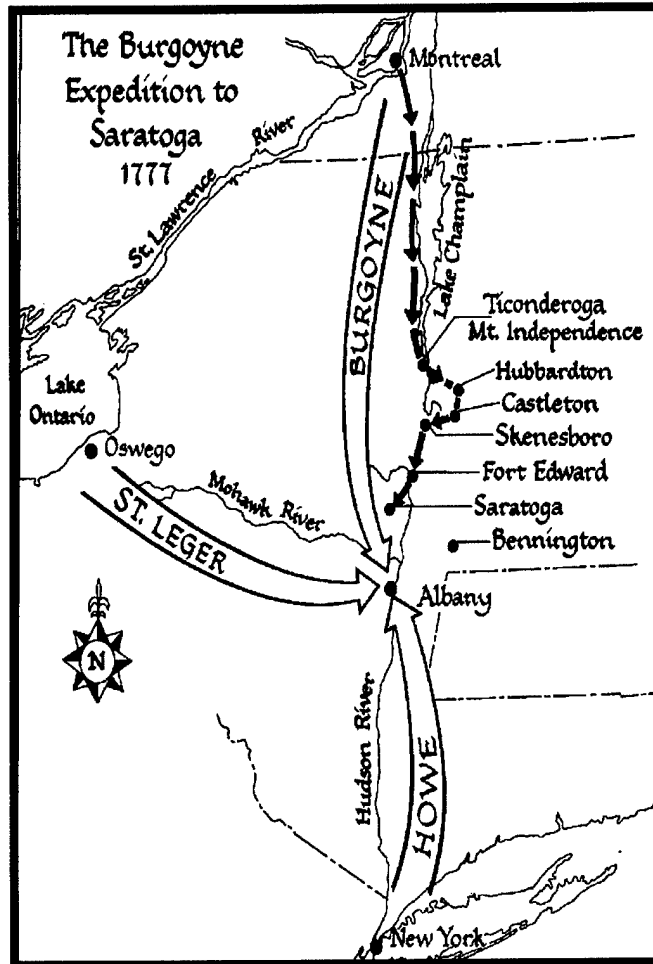 The Burgoyne
Expedition to
Saratoga
1777
Montreal
St. Lawrence River
Lake Champlain
BURGOYNE
Ticonderoga
Mt. Independence
Hubbardton
Castleton
Skenesboro
Fort Edward
Saratoga
Bennington
Lake
Ontario
Oswego
Mohawk River
ST. LEGER
Albany
N
Hudson River
HOWE
New York